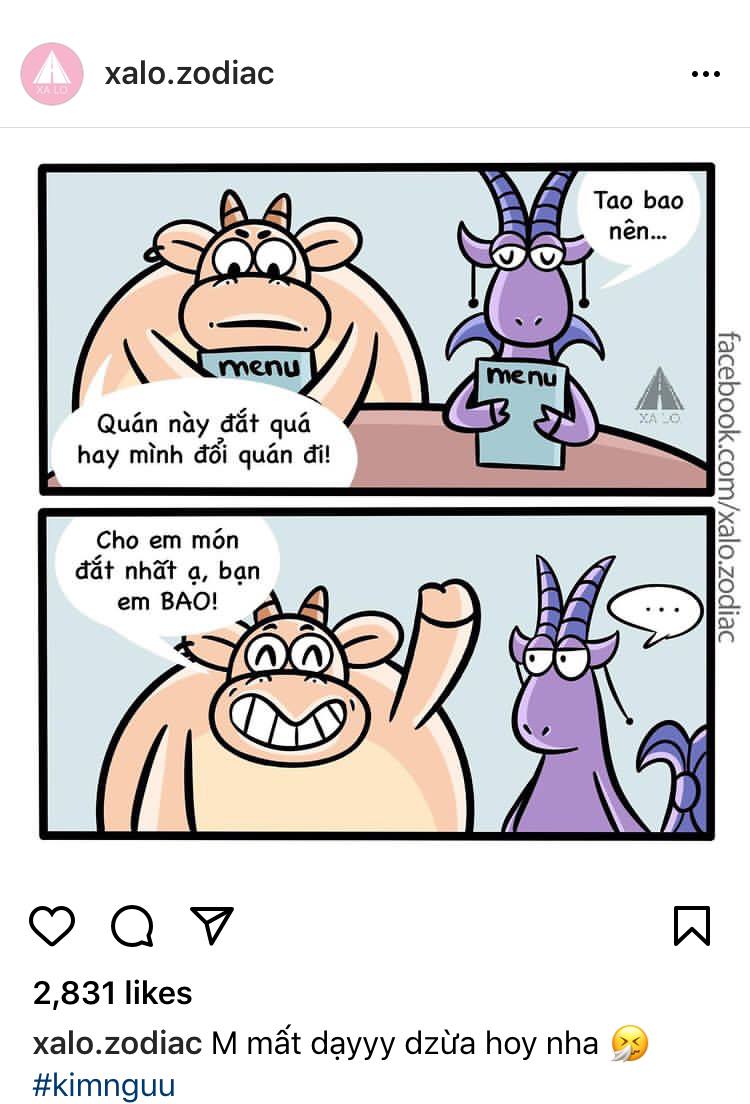 XA LO
xalo.zodiac
Tao bao
nên...
menu
menu
Quán này đắt quá
hay mình đổi quán đi!
XA LO
facebook.com/xalo.zodiac
Cho em món
đắt nhất ạ, bạn
em BAO!
...
2,831 likes
xalo.zodiac M mất dạyyy dzừa hoy nha 🤧
#kimnguu